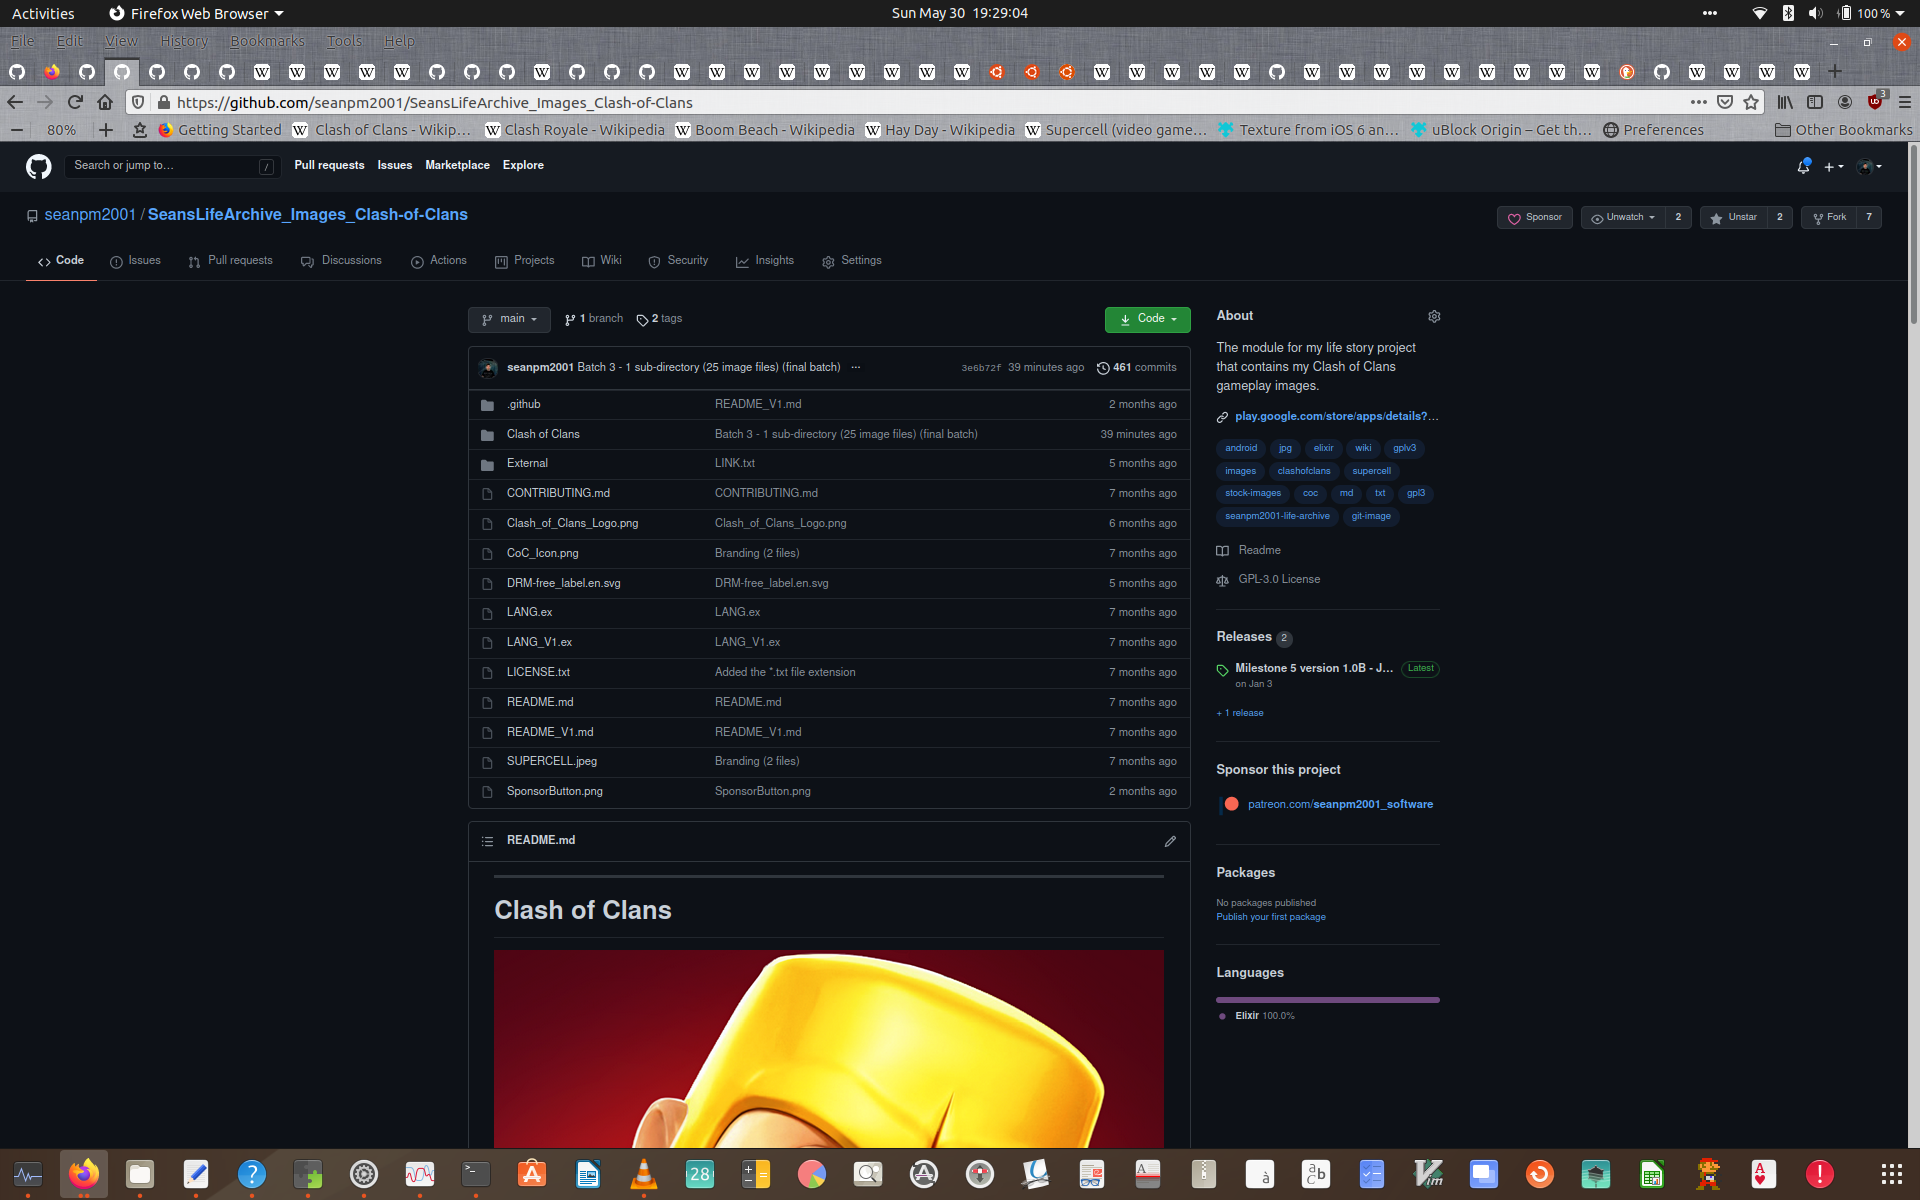 Activities Firefox Web Browser Sun May 30 19:29:04 100 %
File Edit View History Bookmarks Tools Help
https://github.com/seanpm2001/SeansLifeArchive_Images_Clash-of-Clans 3
80% Getting Started Clash of Clans - Wikip… Clash Royale - Wikipedia Boom Beach - Wikipedia Hay Day - Wikipedia Supercell (video game… Texture from iOS 6 an… uBlock Origin – Get th… Preferences Other Bookmarks
Search or jump to… / Pull requests Issues Marketplace Explore
seanpm2001 / SeansLifeArchive_Images_Clash-of-Clans Sponsor Unwatch 2 Unstar 2 Fork 7
Code Issues Pull requests Discussions Actions Projects Wiki Security Insights Settings
main 1 branch 2 tags Code
seanpm2001 Batch 3 - 1 sub-directory (25 image files) (final batch) ... 3e6b72f 39 minutes ago 461 commits
.github README_V1.md 2 months ago
Clash of Clans Batch 3 - 1 sub-directory (25 image files) (final batch) 39 minutes ago
External LINK.txt 5 months ago
CONTRIBUTING.md CONTRIBUTING.md 7 months ago
Clash_of_Clans_Logo.png Clash_of_Clans_Logo.png 6 months ago
CoC_Icon.png Branding (2 files) 7 months ago
DRM-free_label.en.svg DRM-free_label.en.svg 5 months ago
LANG.ex LANG.ex 7 months ago
LANG_V1.ex LANG_V1.ex 7 months ago
LICENSE.txt Added the *.txt file extension 7 months ago
README.md README.md 7 months ago
README_V1.md README_V1.md 7 months ago
SUPERCELL.jpeg Branding (2 files) 7 months ago
SponsorButton.png SponsorButton.png 2 months ago
README.md
Clash of Clans
About
The module for my life story project
that contains my Clash of Clans
gameplay images.
play.google.com/store/apps/details?…
android jpg elixir wiki gplv3
images clashofclans supercell
stock-images coc md txt gpl3
seanpm2001-life-archive git-image
Readme
GPL-3.0 License
Releases 2
Milestone 5 version 1.0B - J… Latest
on Jan 3
+ 1 release
Sponsor this project
patreon.com/seanpm2001_software
Packages
No packages published
Publish your first package
Languages
Elixir 100.0%
28